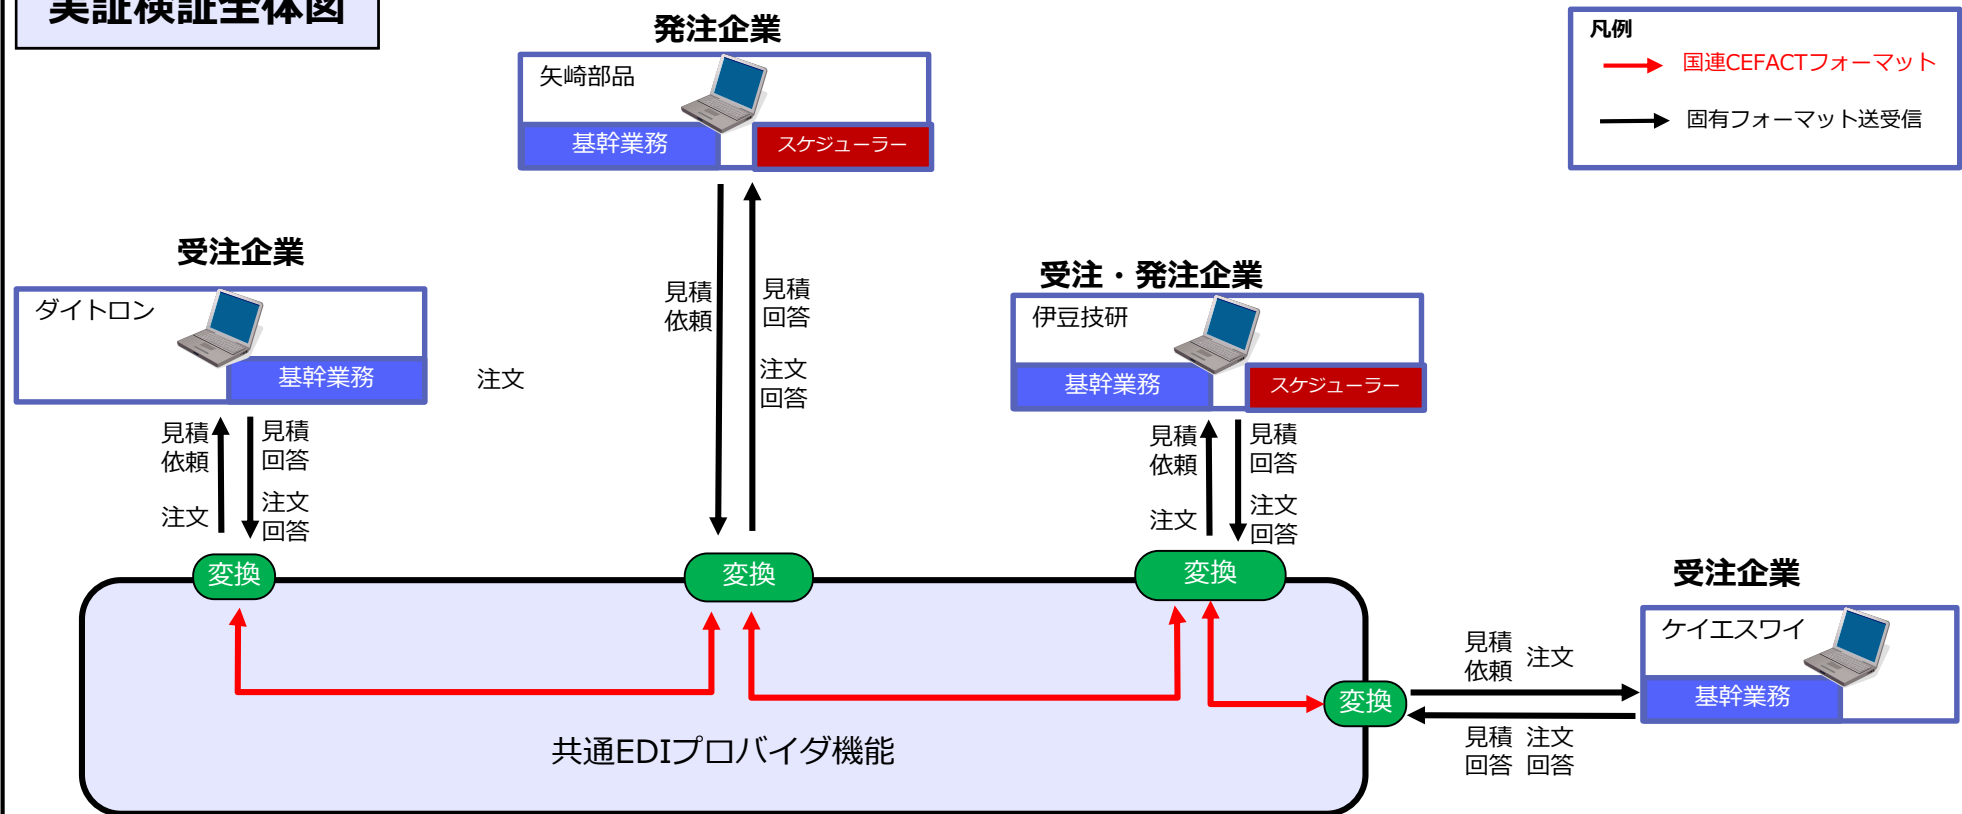 実証検証全体図
発注企業
矢崎部品
基幹業務
スケジューラー
凡例
国連CEFACTフォーマット
固有フォーマット送受信
受注企業
ダイトロン
基幹業務
注文
見積
依頼
見積
回答
注文
回答
受注・発注企業
伊豆技研
基幹業務
スケジューラー
見積
依頼
注文
見積
回答
注文
回答
見積
依頼
注文
見積
回答
注文
回答
変換
変換
変換
変換
共通EDIプロバイダ機能
受注企業
ケイエスワイ
基幹業務
見積
依頼
注文
見積
回答
注文
回答